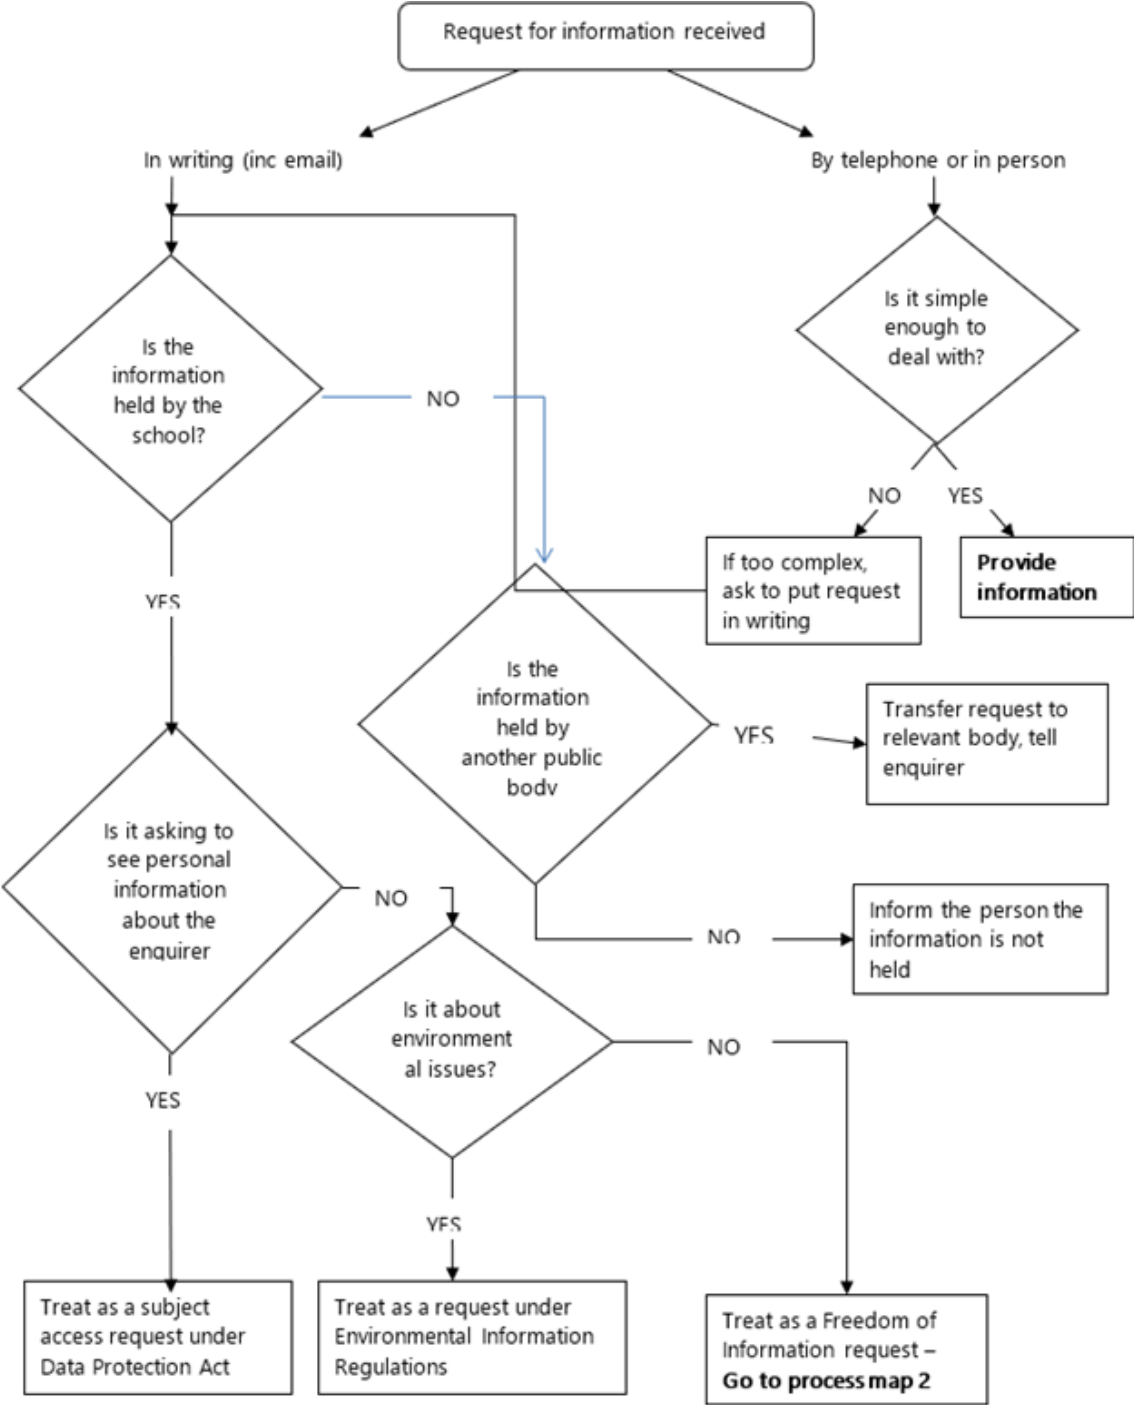 Request for information received
In writing (inc email)
By telephone or in person
Is it simple
enough to
deal with?
Is the
information
held by the
school?
NO
NO
YES
If too complex,
ask to put request
in writing
Provide
information
YES
Is the
information
held by
another public
body
YES
Transfer request to
relevant body, tell
enquirer
Is it asking to
see personal
information
about the
enquirer
NO
NO
Inform the person the
information is not
held
Is it about
environment
al issues?
NO
YES
YES
Treat as a subject
access request under
Data Protection Act
Treat as a request under
Environmental Information
Regulations
Treat as a Freedom of
Information request –
Go to process map 2